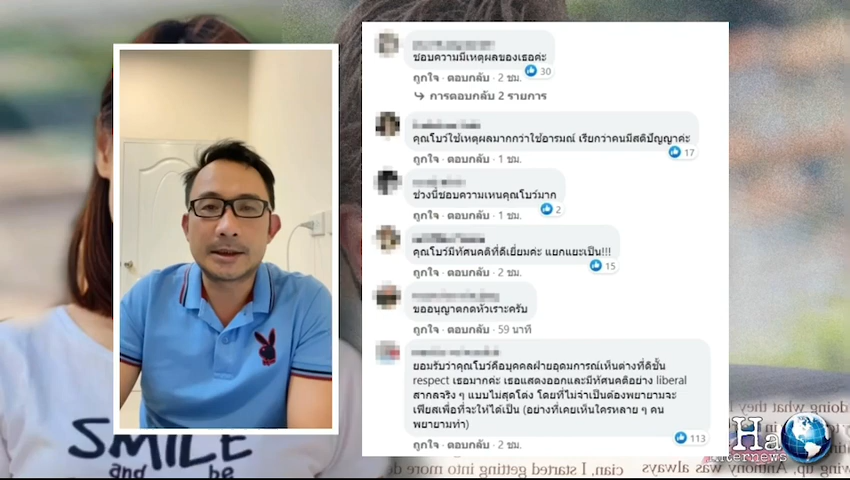 ชอบความมีเหตุผลของเธอค่ะ
ถูกใจ · ตอบกลับ · 2 ชม.
30
การตอบกลับ 2 รายการ
คุณโบว์ใช้เหตุผลมากกว่าใช้อารมณ์ เรียกว่าคนมีสติปัญญาค่ะ
ถูกใจ · ตอบกลับ · 1 ชม.
17
ช่วงนี้ชอบความเหนคุณโบว์มาก
ถูกใจ · ตอบกลับ · 1 ชม.
2
คุณโบว์มีทัศนคติที่ดีเยี่ยมค่ะ แยกแยะเป็น!!!
ถูกใจ · ตอบกลับ · 2 ชม.
15
ขออนุญาตกดหัวเราะครับ
ถูกใจ · ตอบกลับ · 59 นาที
ยอมรับว่าคุณโบว์คือบุคคลฝ่ายอุดมการณ์เห็นต่างที่ดิชั้น
respect เธอมากค่ะ เธอแสดงออกและมีทัศนคติอย่าง liberal
สากลจริง ๆ แบบไม่สุดโต่ง โดยที่ไม่จำเป็นต้องพยายามจะ
เฟียสเพื่อที่จะให้ได้เป็น (อย่างที่เคยเห็นใครหลาย ๆ คน
พยายามทำ)
ถูกใจ · ตอบกลับ · 2 ชม.
113
SMILE
and be
Ha
internews
doing what they
cian, I started getting into
up, Anthony was always